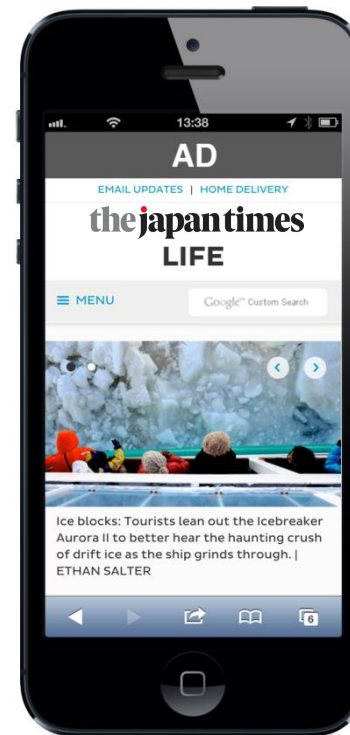 13:38
AD
EMAIL UPDATES | HOME DELIVERY
the japan times
LIFE
MENU
Google™ Custom Search
Ice blocks: Tourists lean out the Icebreaker
Aurora II to better hear the haunting crush
of drift ice as the ship grinds through. |
ETHAN SALTER
6